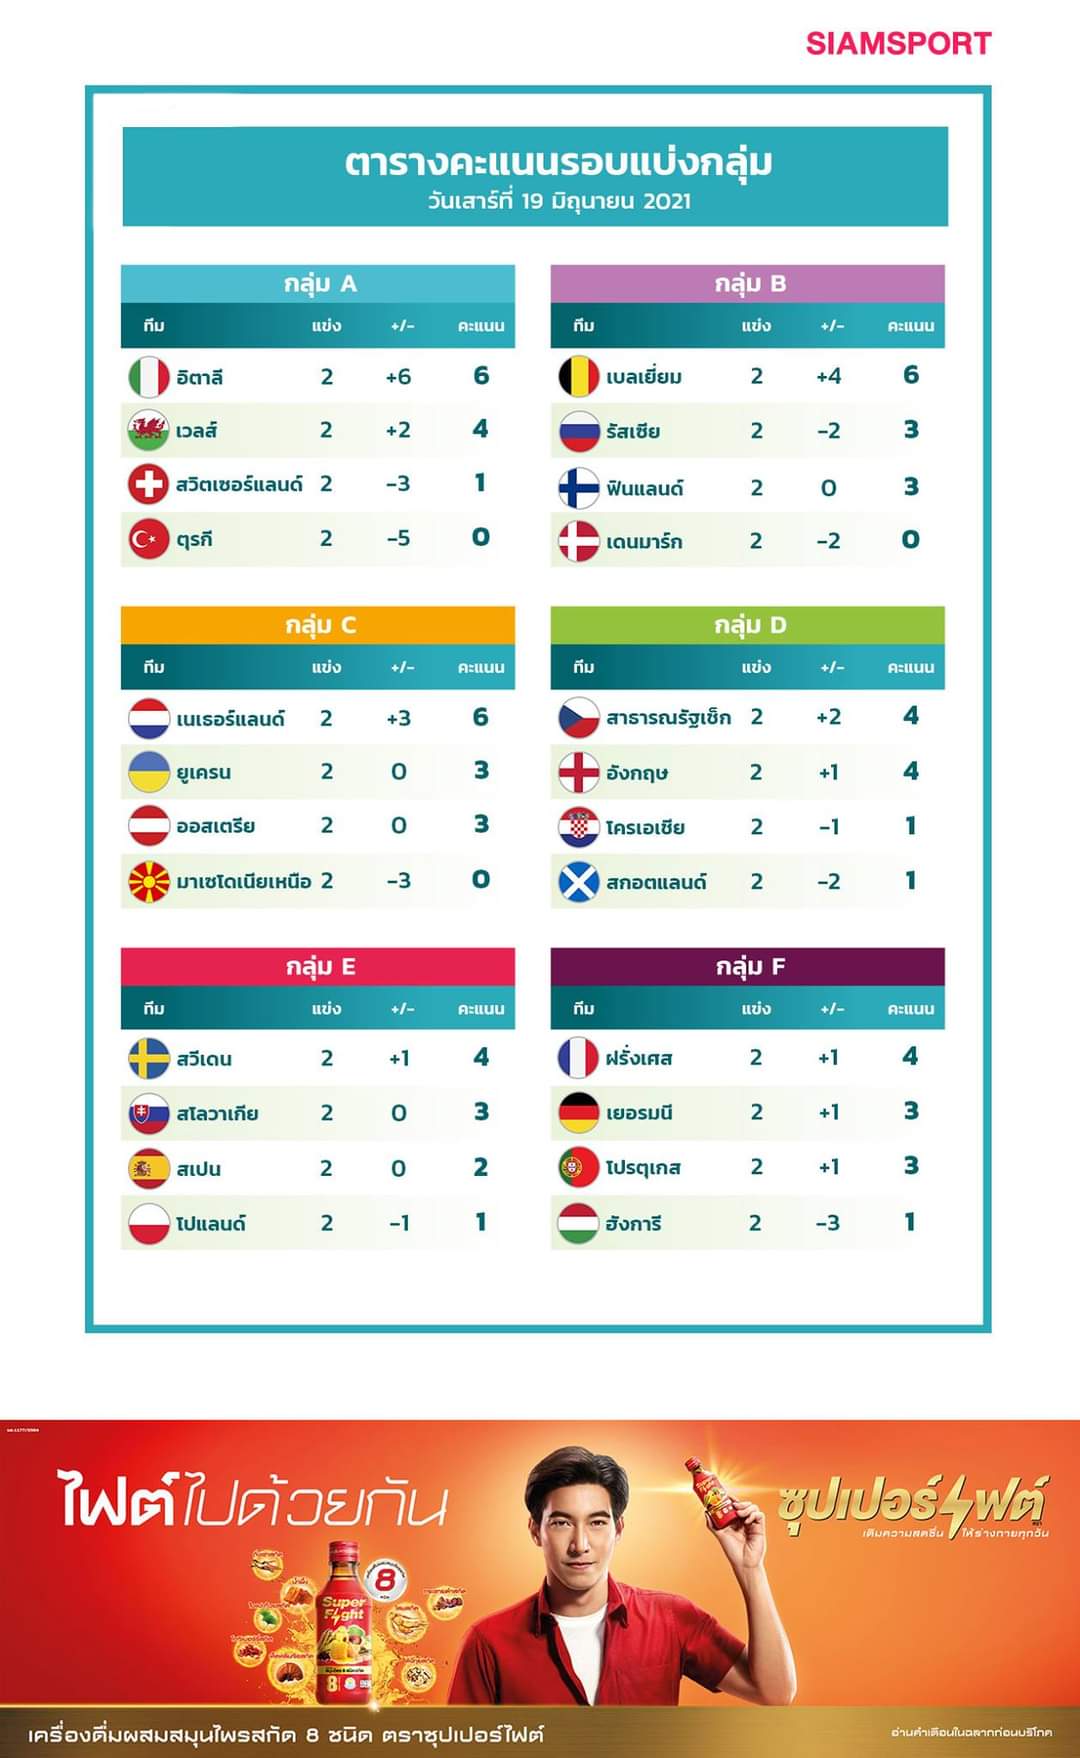 SIAMSPORT
ตารางคะแนนรอบแบ่งกลุ่ม
วันเสาร์ที่ 19 มิถุนายน 2021
กลุ่ม A
ทีม แข่ง +/- คะแนน
อิตาลี 2 +6 6
เวลส์ 2 +2 4
สวิตเซอร์แลนด์ 2 -3 1
ตุรกี 2 -5 0
กลุ่ม B
ทีม แข่ง +/- คะแนน
เบลเยี่ยม 2 +4 6
รัสเซีย 2 -2 3
ฟินแลนด์ 2 0 3
เดนมาร์ก 2 -2 0
กลุ่ม C
ทีม แข่ง +/- คะแนน
เนเธอร์แลนด์ 2 +3 6
ยูเครน 2 0 3
ออสเตรีย 2 0 3
มาเซโดเนียเหนือ 2 -3 0
กลุ่ม D
ทีม แข่ง +/- คะแนน
สาธารณรัฐเช็ก 2 +2 4
อังกฤษ 2 +1 4
โครเอเชีย 2 -1 1
สกอตแลนด์ 2 -2 1
กลุ่ม E
ทีม แข่ง +/- คะแนน
สวีเดน 2 +1 4
สโลวาเกีย 2 0 3
สเปน 2 0 2
โปแลนด์ 2 -1 1
กลุ่ม F
ทีม แข่ง +/- คะแนน
ฝรั่งเศส 2 +1 4
เยอรมนี 2 +1 3
โปรตุเกส 2 +1 3
ฮังการี 2 -3 1
ไฟต์ไปด้วยกัน
ซุปเปอร์ไฟต์
เติมความสดชื่น ให้ร่างกายทุกวัน
8
Super
Fight
8
เครื่องดื่มผสมสมุนไพรสกัด 8 ชนิด ตราซุปเปอร์ไฟต์
อ่านคำเตือนในฉลากก่อนบริโภค